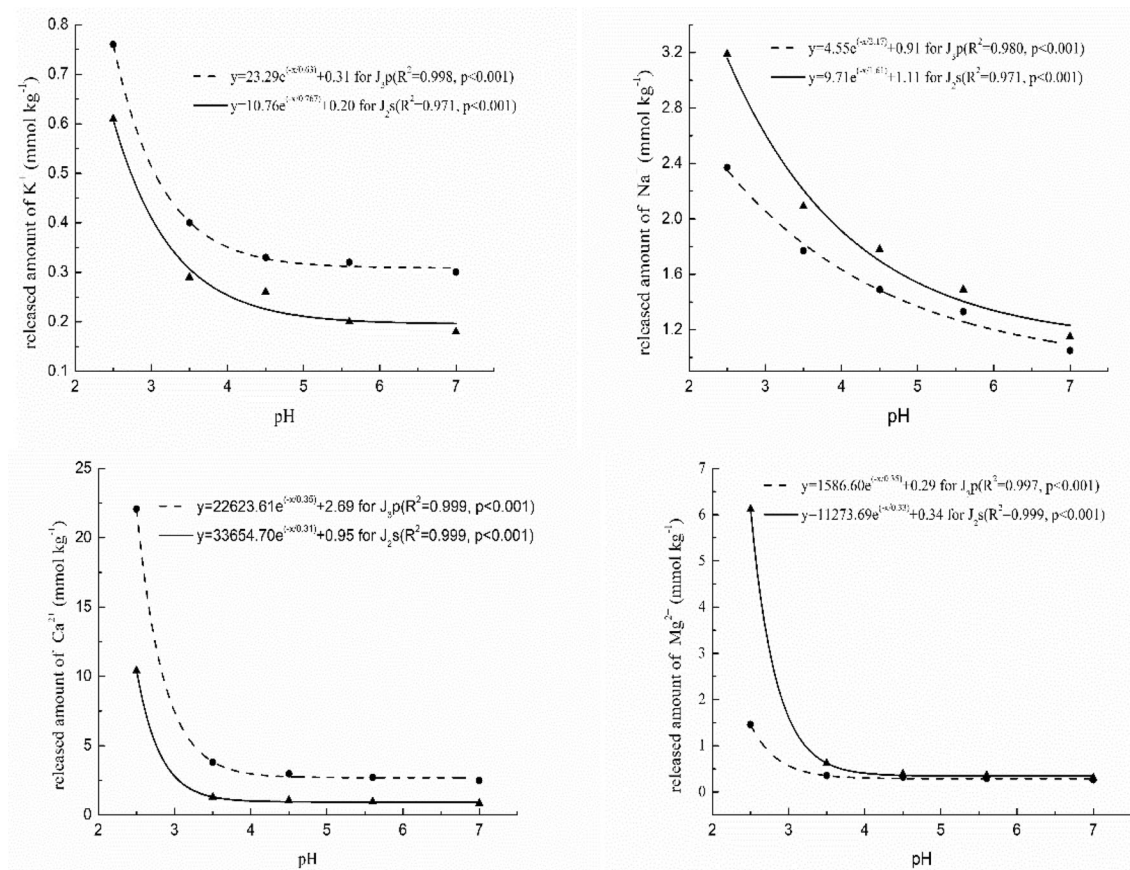 0.8
0.7
0.6
0.5
0.4
0.3
0.2
0.1
2 3 4 5 6 7
pH
released amount of K⁺ (mmol kg⁻¹)
y=23.29e^(-x/0.63)+0.31 for J₃p(R²=0.998, p<0.001)
y=10.76e^(-x/0.767)+0.20 for J₂s(R²=0.971, p<0.001)
3.2
2.8
2.4
2.0
1.6
1.2
2 3 4 5 6 7
pH
released amount of Na (mmol kg⁻¹)
y=4.55e^(-x/3.17)+0.91 for J₃p(R²=0.980, p<0.001)
y=9.71e^(-x/1.61)+1.11 for J₂s(R²=0.971, p<0.001)
25
20
15
10
5
0
2 3 4 5 6 7
pH
released amount of Ca²⁺ (mmol kg⁻¹)
y=22623.61e^(-x/0.36)+2.69 for J₃p(R²=0.999, p<0.001)
y=33654.70e^(-x/0.31)+0.95 for J₂s(R²=0.999, p<0.001)
7
6
5
4
3
2
1
0
2 3 4 5 6 7
pH
released amount of Mg²⁺ (mmol kg⁻¹)
y=1586.60e^(-x/0.35)+0.29 for J₃p(R²=0.997, p<0.001)
y=11273.69e^(-x/0.33)+0.34 for J₂s(R²=0.999, p<0.001)